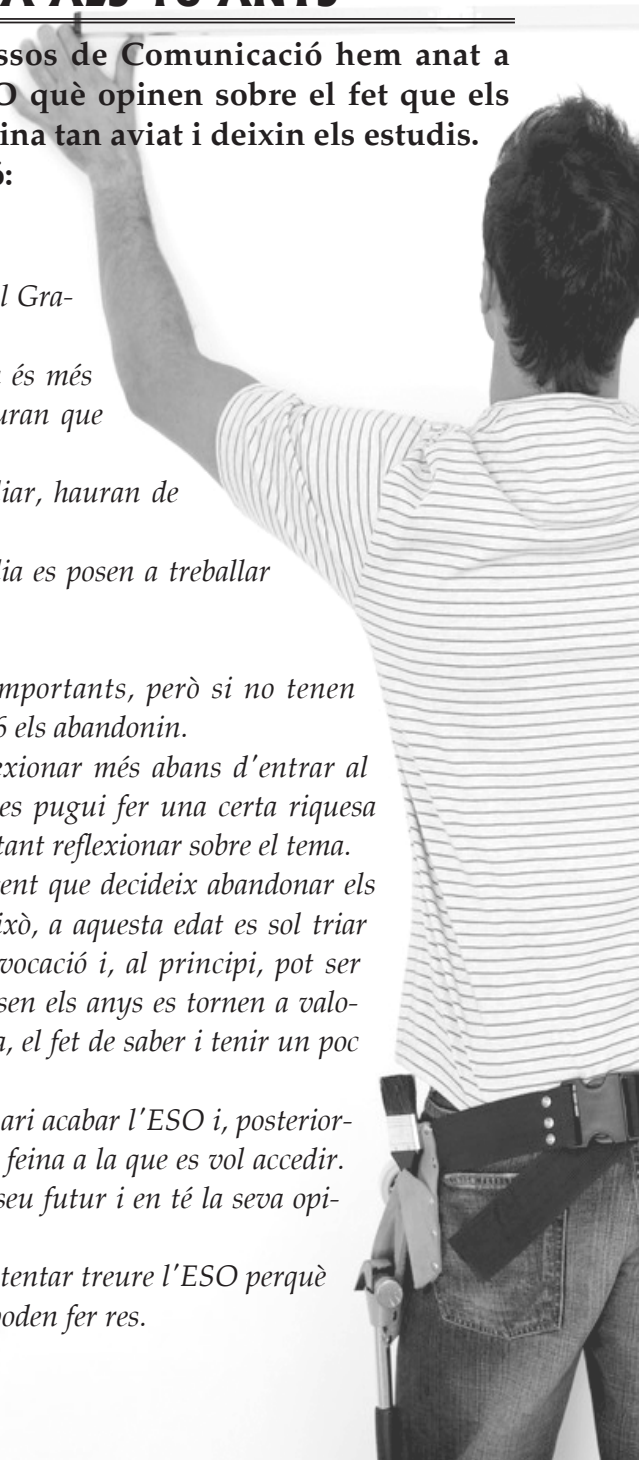 A ALS 16 ANYS
ssos de Comunicació hem anat a
O què opinen sobre el fet que els
ina tan aviat i deixin els estudis.
:
l Gra-
és més
uran que
liar, hauran de
lia es posen a treballar
mportants, però si no tenen
6 els abandonin.
exionar més abans d'entrar al
es pugui fer una certa riquesa
tant reflexionar sobre el tema.
ent que decideix abandonar els
ixò, a aquesta edat es sol triar
vocació i, al principi, pot ser
sen els anys es tornen a valo-
a, el fet de saber i tenir un poc
ari acabar l'ESO i, posterior-
feina a la que es vol accedir.
seu futur i en té la seva opi-
tentar treure l'ESO perquè
poden fer res.